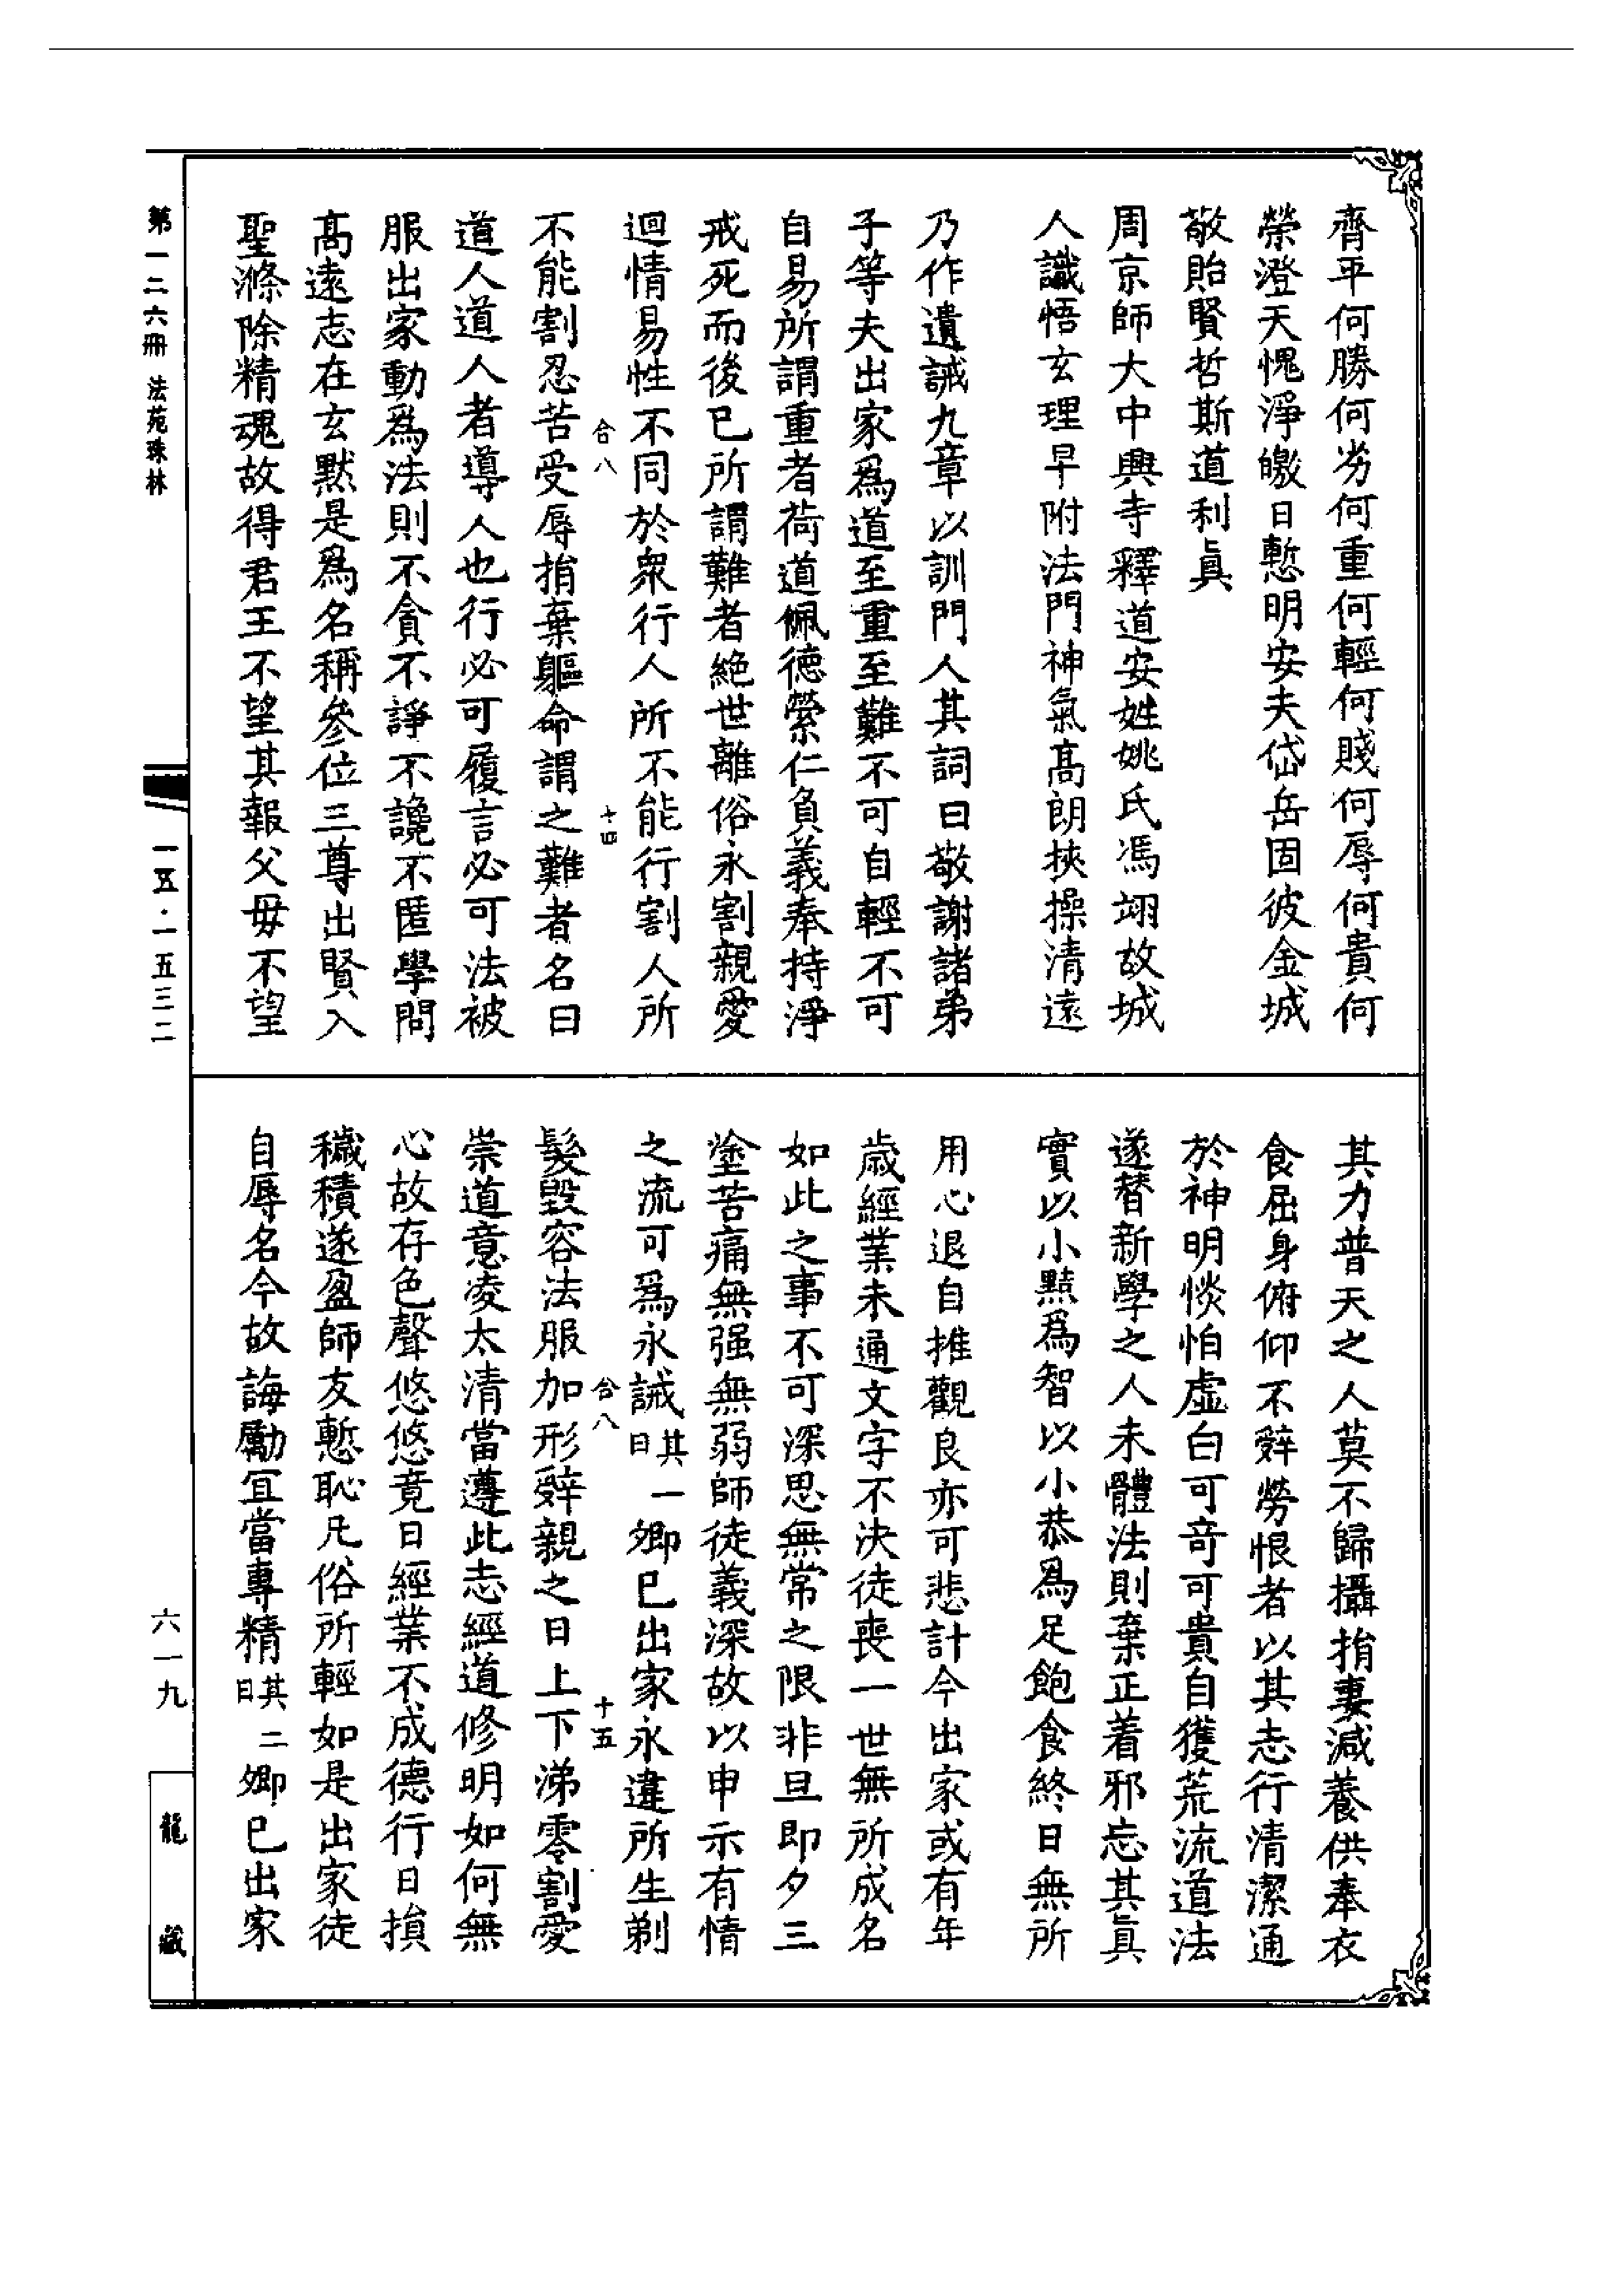 齊平何勝何劣何重何輕何賤何辱何貴何
榮澄天愧淨皦日慙明安夫岱岳固彼金城
敬貽賢哲斯道利眞
周京師大中興寺釋道安姓姚氏馮翊故城
人識悟玄理早附法門神氣高朗挾操清遠
乃作遺誡九章以訓門人其詞曰敬謝諸弟
子等夫出家爲道至重至難不可自輕不可
自易所謂重者荷道佩德縈仁負義奉持淨
戒死而後已所謂難者絶世離俗永割親愛
迴情易性不同於衆行人所不能行割人所
合八
十四
不能割忍苦受辱捐棄軀命謂之難者名曰
道人道人者導人也行必可履言必可法被
服出家動爲法則不貪不諍不讒不匿學問
高遠志在玄默是爲名稱參位三尊出賢入
聖滌除精魂故得君王不望其報父母不望
其力普天之人莫不歸攝捐妻減養供奉衣
食屈身俯仰不辤勞恨者以其志行清潔通
於神明惔怕虛白可竒可貴自獲荒流道法
遂替新學之人未體法則棄正着邪忘其眞
實以小黠爲智以小恭爲足飽食終日無所
用心退自推觀良亦可悲計今出家或有年
歳經業未通文字不決徒喪一世無所成名
如此之事不可深思無常之限非旦即夕三
塗苦痛無强無弱師徒義深故以申示有情
之流可爲永誡其一曰卿已出家永違所生剃
合八
十五
髮毀容法服加形辤親之日上下涕零割愛
崇道意凌太清當遵此志經道修明如何無
心故存色聲悠悠竟日經業不成德行日損
穢積遂盈師友慙恥凡俗所輕如是出家徒
自辱名今故誨勵宜當專精其二曰卿已出家
第一二六冊 法苑珠林
一五·一五三二
六一九
龍藏